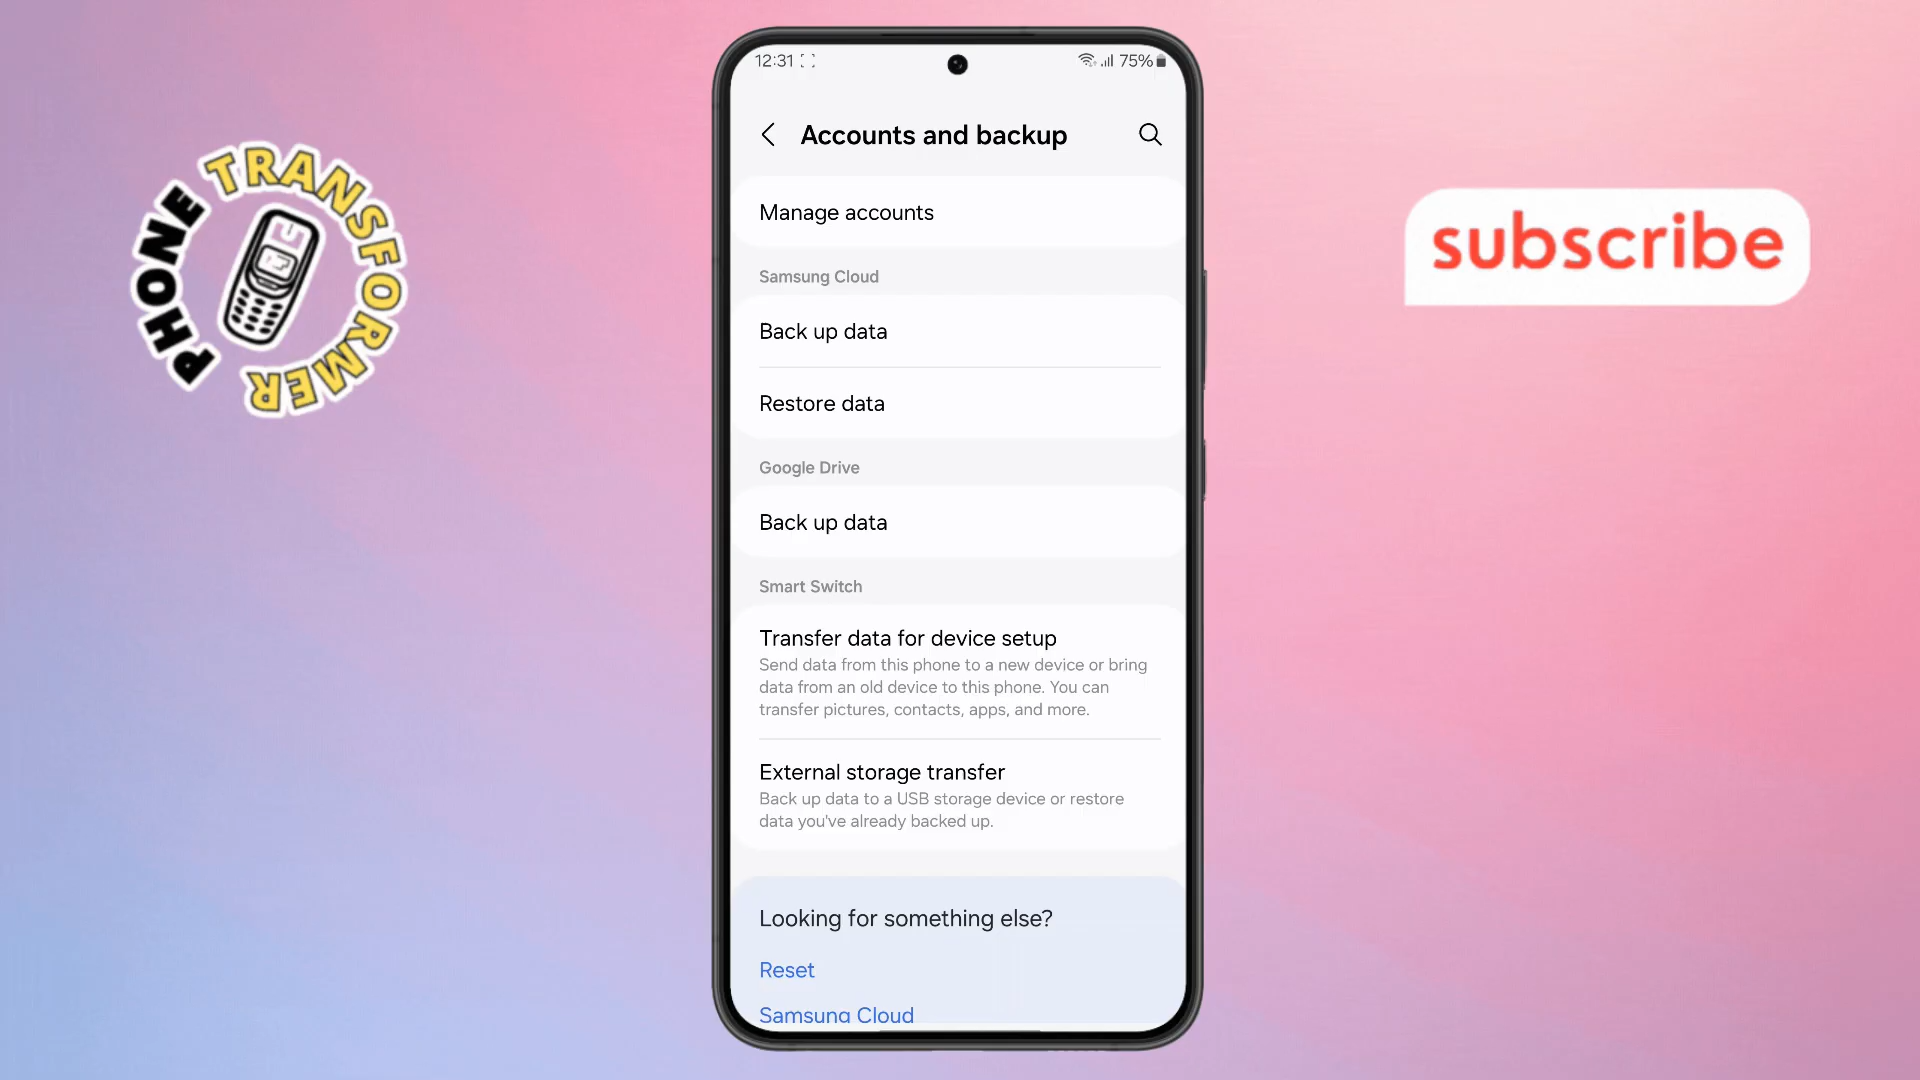 PHONE TRANSFORMER
12:31
75%
Accounts and backup
subscribe
Manage accounts
Samsung Cloud
Back up data
Restore data
Google Drive
Back up data
Smart Switch
Transfer data for device setup
Send data from this phone to a new device or bring
data from an old device to this phone. You can
transfer pictures, contacts, apps, and more.
External storage transfer
Back up data to a USB storage device or restore
data you've already backed up.
Looking for something else?
Reset
Samsung Cloud